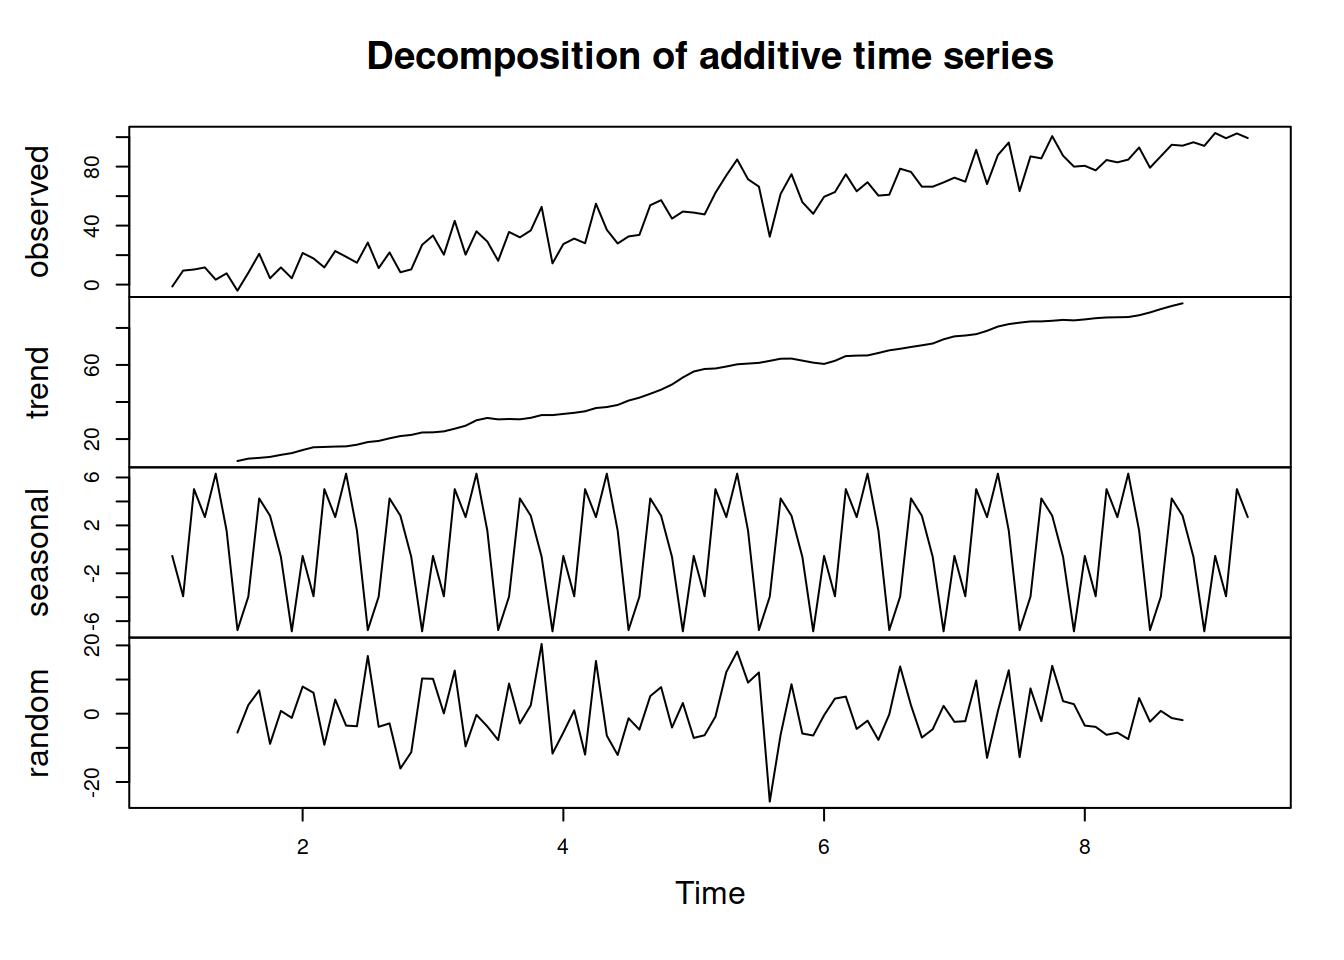 Decomposition of additive time series
observed
0 40 80
trend
20 60
seasonal
-6 -2 2 6
random
-20 0 20
2 4 6 8
Time